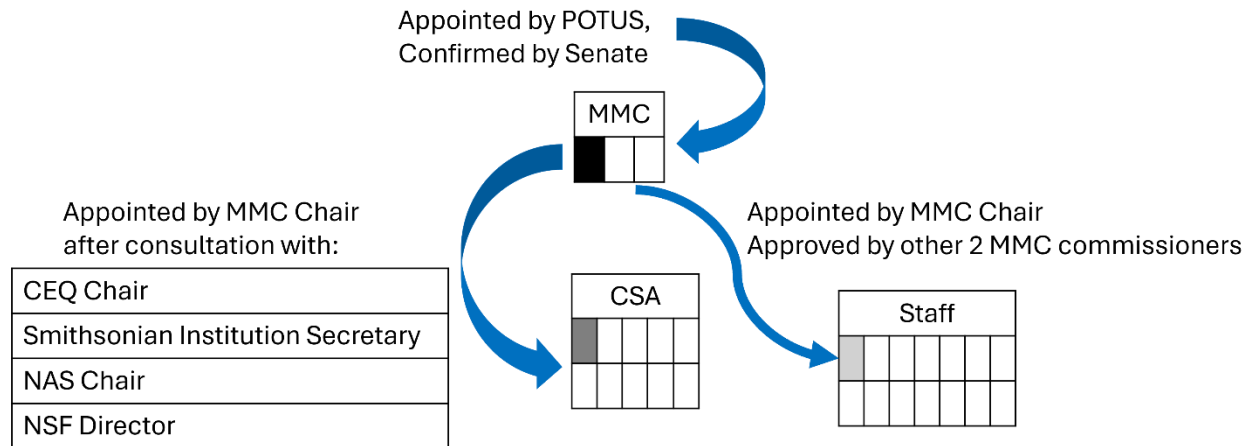 Appointed by POTUS,
Confirmed by Senate
MMC
Appointed by MMC Chair
after consultation with:
CEQ Chair
Smithsonian Institution Secretary
NAS Chair
NSF Director
CSA
Appointed by MMC Chair
Approved by other 2 MMC commissioners
Staff